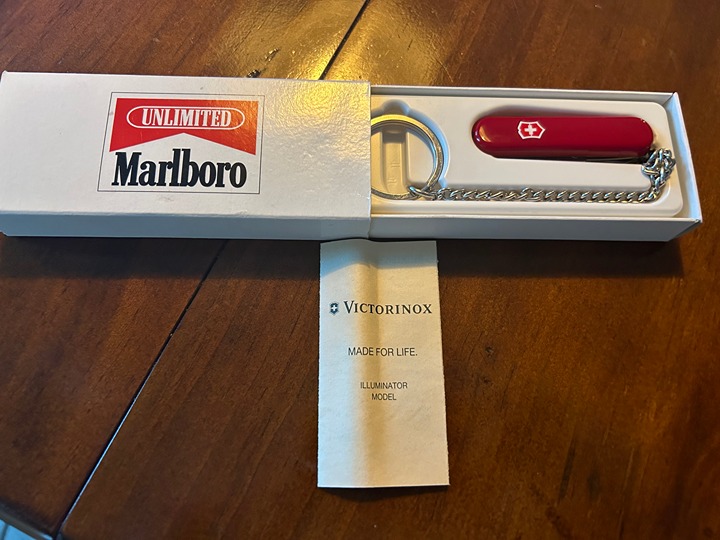 UNLIMITED
Marlboro
VICTORINOX
MADE FOR LIFE.
ILLUMINATOR
MODEL